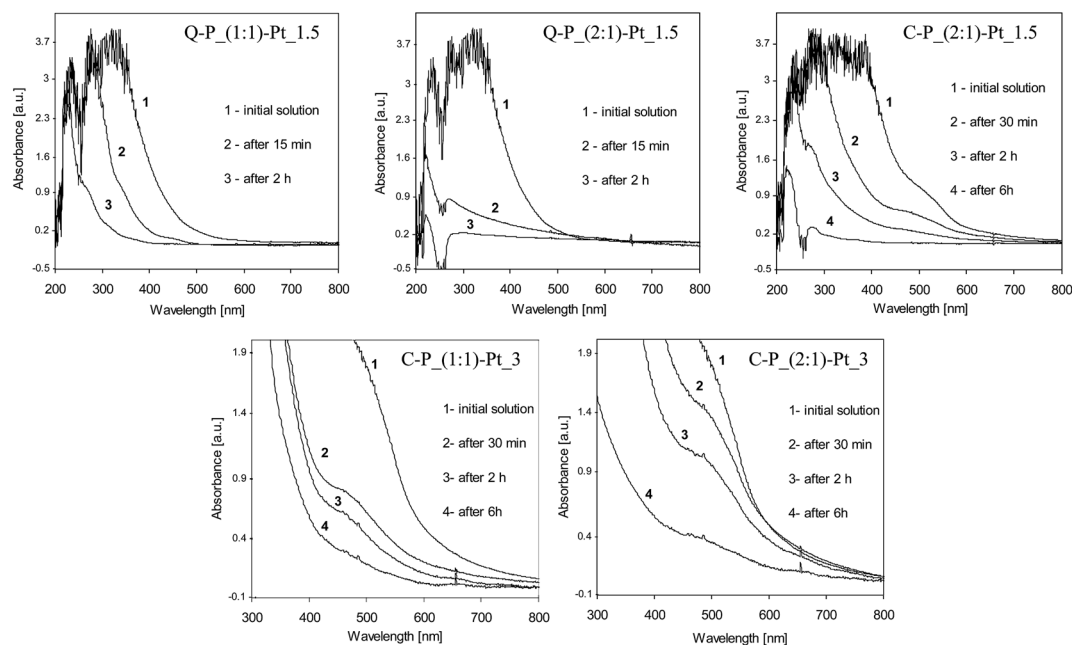 Q-P_(1:1)-Pt_1.5
3.7
3
2.3
1.6
0.9
0.2
-0.5
Absorbance [a.u.]
1
2
3
1 - initial solution
2 - after 15 min
3 - after 2 h
200 300 400 500 600 700 800
Wavelength [nm]
Q-P_(2:1)-Pt_1.5
3.7
3
2.3
1.6
0.9
0.2
-0.5
Absorbance [a.u.]
1
2
3
1 - initial solution
2 - after 15 min
3 - after 2 h
200 300 400 500 600 700 800
Wavelength [nm]
C-P_(2:1)-Pt_1.5
3.7
3
2.3
1.6
0.9
0.2
-0.5
Absorbance [a.u.]
1
2
3
4
1 - initial solution
2 - after 30 min
3 - after 2 h
4 - after 6h
200 300 400 500 600 700 800
Wavelength [nm]
C-P_(1:1)-Pt_3
1.9
1.4
0.9
0.4
-0.1
Absorbance [a.u.]
1
2
3
4
1- initial solution
2- after 30 min
3- after 2 h
4- after 6h
300 400 500 600 700 800
Wavelength [nm]
C-P_(2:1)-Pt_3
1.9
1.4
0.9
0.4
-0.1
Absorbance [a.u.]
1
2
3
4
1- initial solution
2- after 30 min
3- after 2 h
4- after 6h
300 400 500 600 700 800
Wavelength [nm]